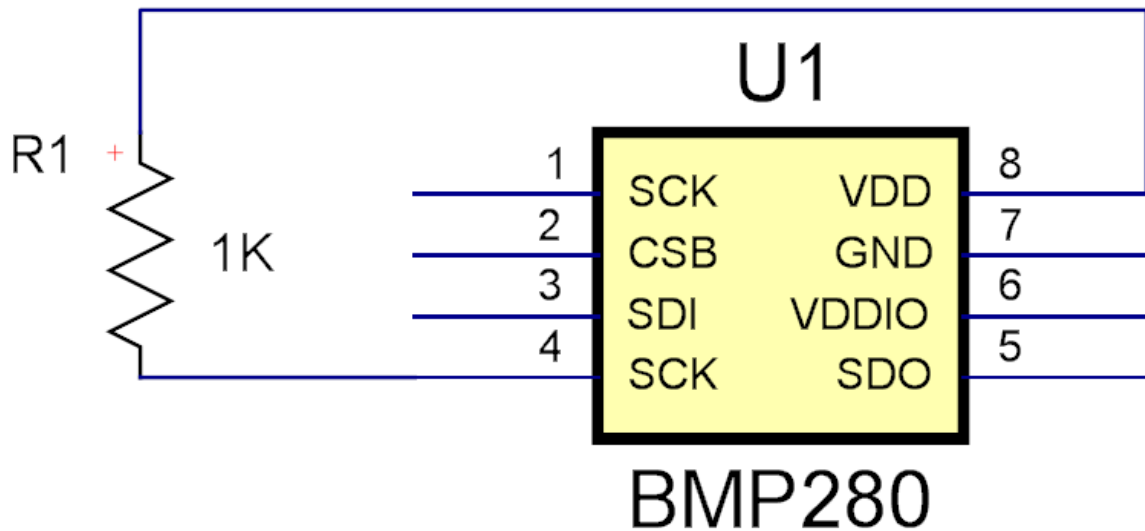 U1
R1 +
1K
1 SCK VDD 8
2 CSB GND 7
3 SDI VDDIO 6
4 SCK SDO 5
BMP280